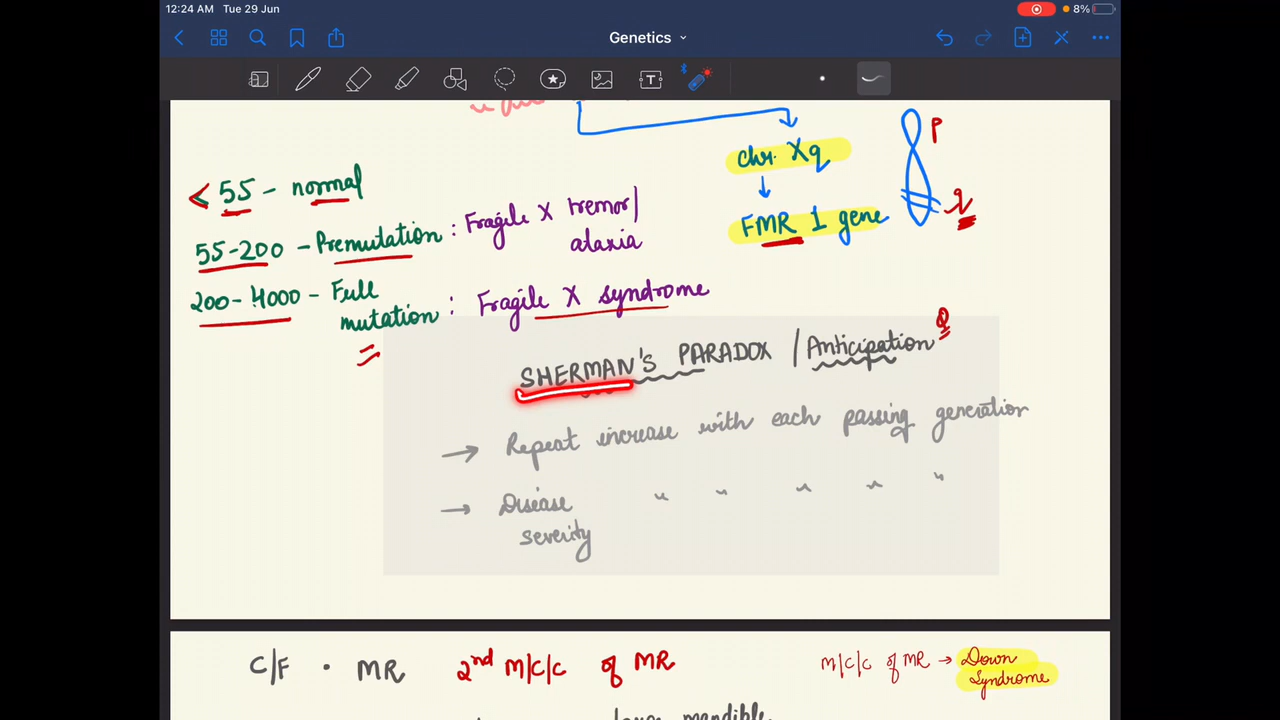 12:24 AM Tue 29 Jun
8%
Genetics
p
chr. Xq
< 55 - normal
q
FMR 1 gene
55-200 - Premutation : Fragile X tremor/
ataxia
200-4000 - Full
mutation : Fragile X syndrome
SHERMAN'S PARADOX / Anticipation Q
→ Repeat increase with each passing generation
→ Disease " " " " "
severity
C/F • MR 2nd M/C/C of MR M/C/C of MR → Down
Syndrome
large mandible